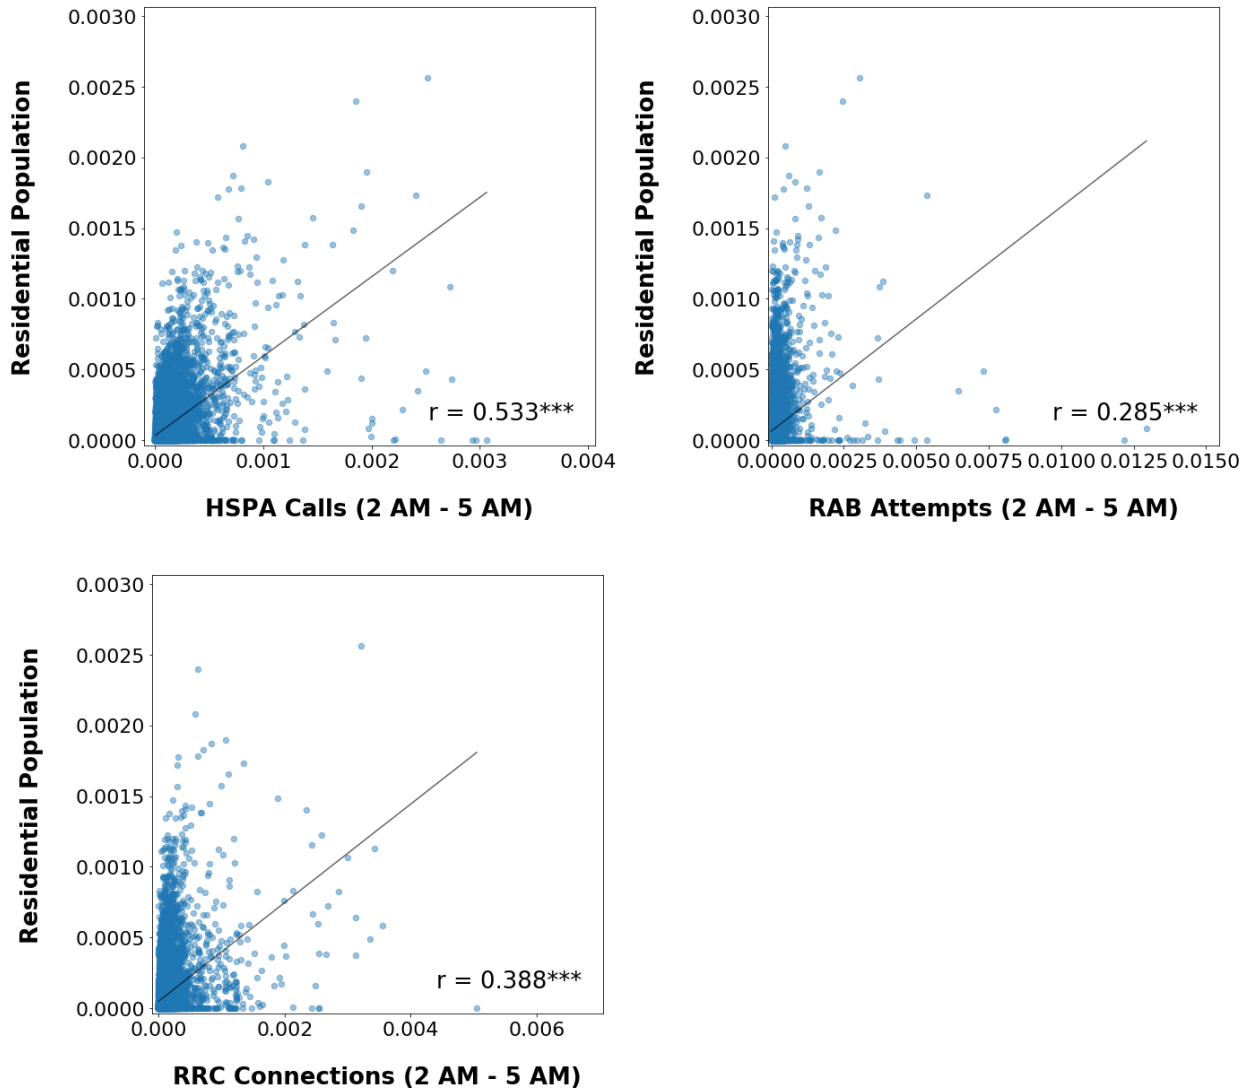 0.0030
0.0025
0.0020
0.0015
0.0010
0.0005
0.0000
Residential Population
r = 0.533***
0.000 0.001 0.002 0.003 0.004
HSPA Calls (2 AM - 5 AM)
0.0030
0.0025
0.0020
0.0015
0.0010
0.0005
0.0000
Residential Population
r = 0.285***
0.0000 0.0025 0.0050 0.0075 0.0100 0.0125 0.0150
RAB Attempts (2 AM - 5 AM)
0.0030
0.0025
0.0020
0.0015
0.0010
0.0005
0.0000
Residential Population
r = 0.388***
0.000 0.002 0.004 0.006
RRC Connections (2 AM - 5 AM)